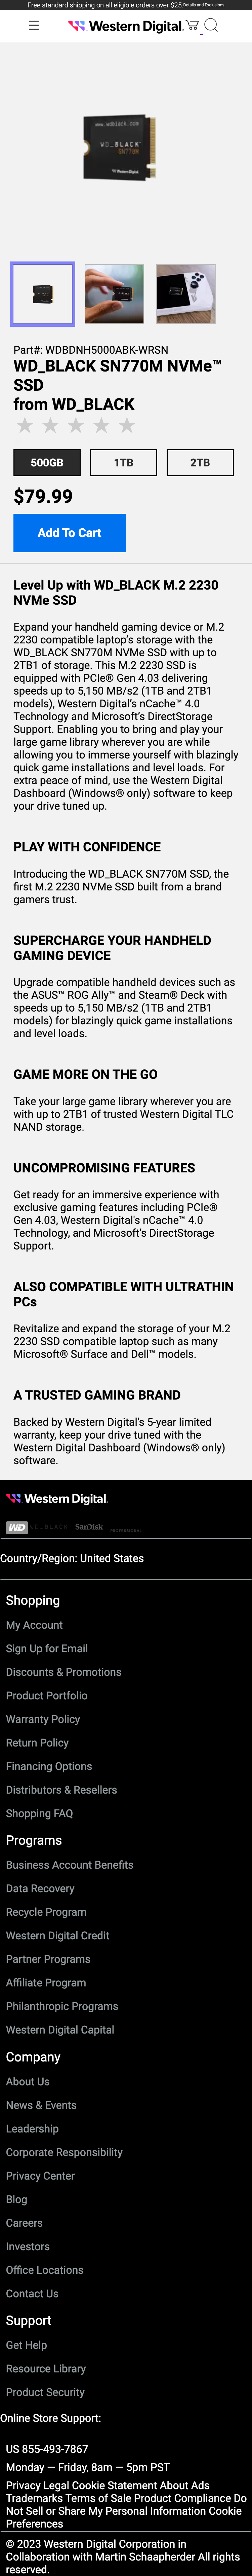 Free standard shipping on all eligible orders over $25. Details and Exclusions
Western Digital.
www.wdblack.com
WD_BLACK
SN770M
Western Digital
Part#: WDBDNH5000ABK-WRSN
WD_BLACK SN770M NVMe™
SSD
from WD_BLACK
500GB
1TB
2TB
$79.99
Add To Cart
Level Up with WD_BLACK M.2 2230
NVMe SSD
Expand your handheld gaming device or M.2
2230 compatible laptop's storage with the
WD_BLACK SN770M NVMe SSD with up to
2TB1 of storage. This M.2 2230 SSD is
equipped with PCIe® Gen 4.03 delivering
speeds up to 5,150 MB/s2 (1TB and 2TB1
models), Western Digital's nCache™ 4.0
Technology and Microsoft's DirectStorage
Support. Enabling you to bring and play your
large game library wherever you are while
allowing you to immerse yourself with blazingly
quick game installations and level loads. For
extra peace of mind, use the Western Digital
Dashboard (Windows® only) software to keep
your drive tuned up.
PLAY WITH CONFIDENCE
Introducing the WD_BLACK SN770M SSD, the
first M.2 2230 NVMe SSD built from a brand
gamers trust.
SUPERCHARGE YOUR HANDHELD
GAMING DEVICE
Upgrade compatible handheld devices such as
the ASUS™ ROG Ally™ and Steam® Deck with
speeds up to 5,150 MB/s2 (1TB and 2TB1
models) for blazingly quick game installations
and level loads.
GAME MORE ON THE GO
Take your large game library wherever you are
with up to 2TB1 of trusted Western Digital TLC
NAND storage.
UNCOMPROMISING FEATURES
Get ready for an immersive experience with
exclusive gaming features including PCIe®
Gen 4.03, Western Digital's nCache™ 4.0
Technology, and Microsoft's DirectStorage
Support.
ALSO COMPATIBLE WITH ULTRATHIN
PCs
Revitalize and expand the storage of your M.2
2230 SSD compatible laptop such as many
Microsoft® Surface and Dell™ models.
A TRUSTED GAMING BRAND
Backed by Western Digital's 5-year limited
warranty, keep your drive tuned with the
Western Digital Dashboard (Windows® only)
software.
Western Digital.
WD WD_BLACK SanDisk PROFESSIONAL
Country/Region: United States
Shopping
My Account
Sign Up for Email
Discounts & Promotions
Product Portfolio
Warranty Policy
Return Policy
Financing Options
Distributors & Resellers
Shopping FAQ
Programs
Business Account Benefits
Data Recovery
Recycle Program
Western Digital Credit
Partner Programs
Affiliate Program
Philanthropic Programs
Western Digital Capital
Company
About Us
News & Events
Leadership
Corporate Responsibility
Privacy Center
Blog
Careers
Investors
Office Locations
Contact Us
Support
Get Help
Resource Library
Product Security
Online Store Support:
US 855-493-7867
Monday — Friday, 8am — 5pm PST
Privacy Legal Cookie Statement About Ads
Trademarks Terms of Sale Product Compliance Do
Not Sell or Share My Personal Information Cookie
Preferences
© 2023 Western Digital Corporation in
Collaboration with Martin Schaapherder All rights
reserved.